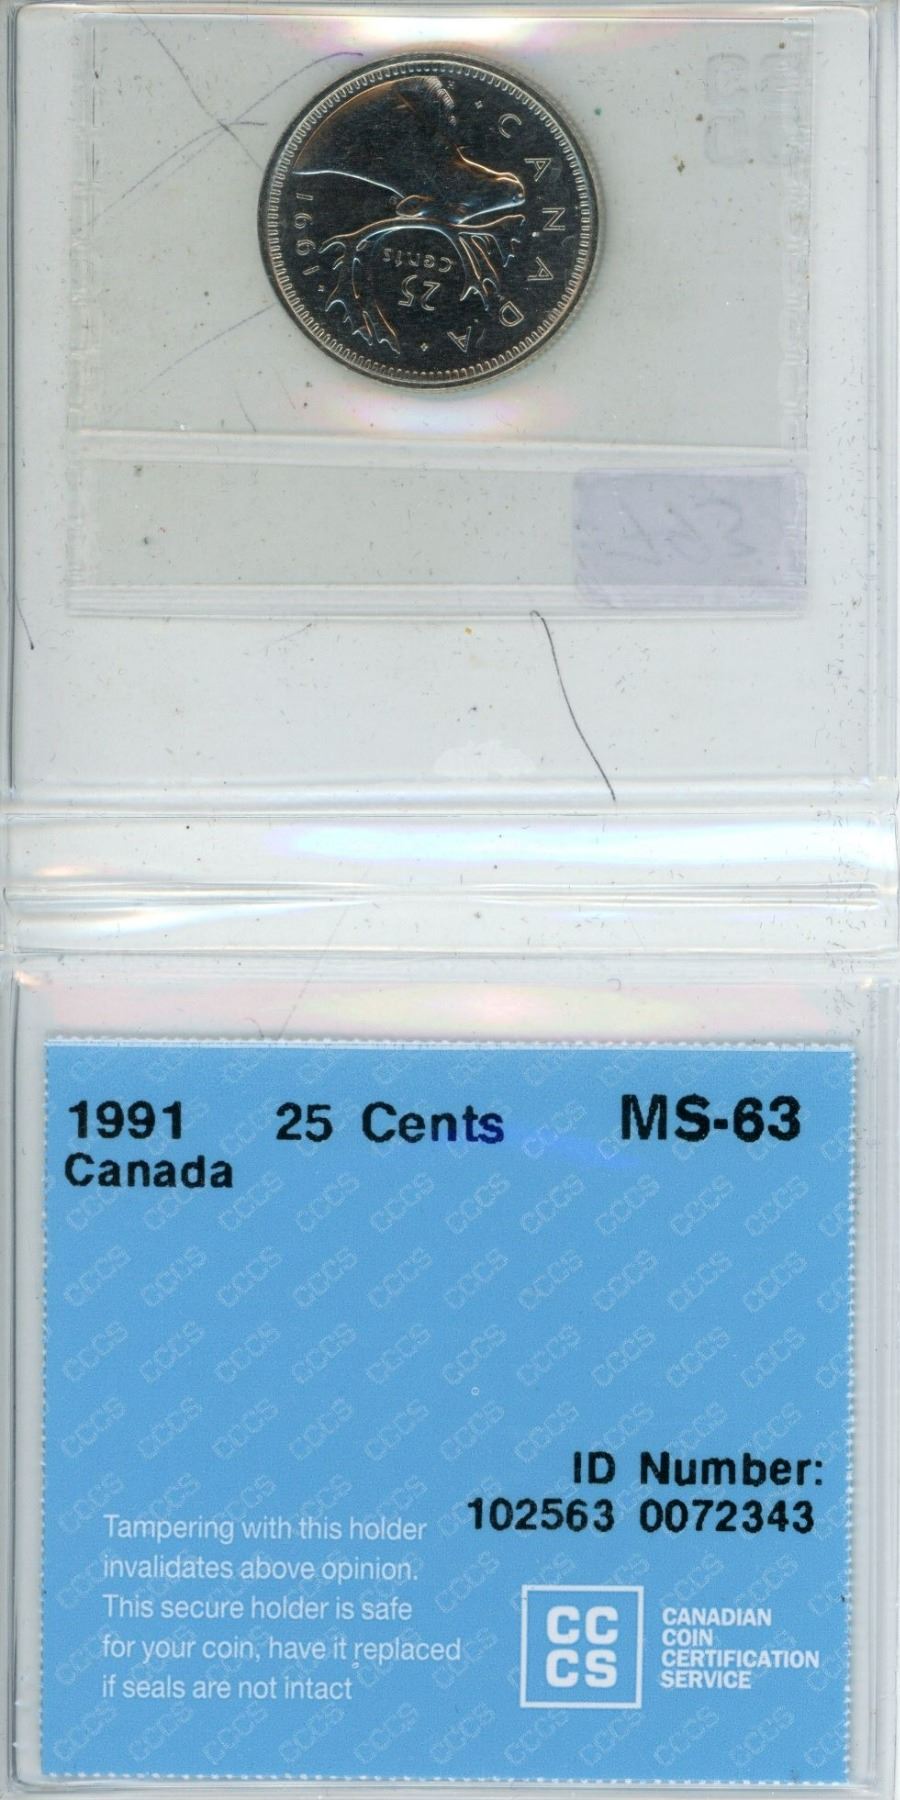 CANADA
1991
25
Cents
1991 25 Cents MS-63
Canada
ID Number:
102563 0072343
Tampering with this holder
invalidates above opinion.
This secure holder is safe
for your coin, have it replaced
if seals are not intact
CC
CS
CANADIAN
COIN
CERTIFICATION
SERVICE